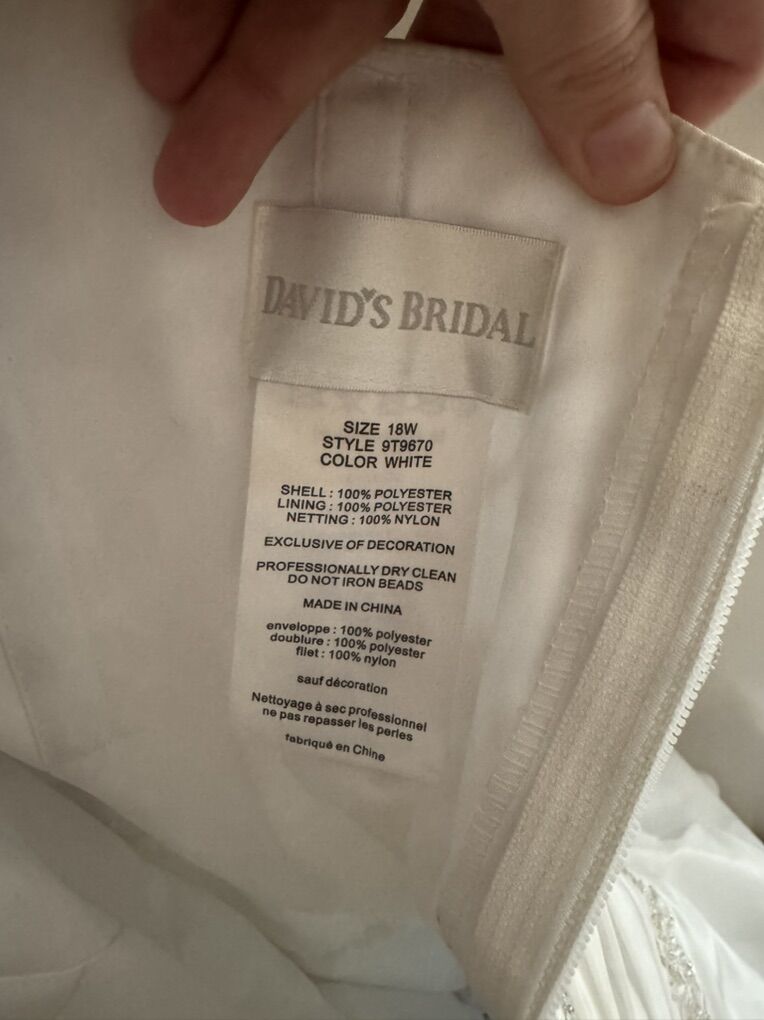 DAVID'S BRIDAL
SIZE 18W
STYLE 9T9670
COLOR WHITE
SHELL : 100% POLYESTER
LINING : 100% POLYESTER
NETTING : 100% NYLON
EXCLUSIVE OF DECORATION
PROFESSIONALLY DRY CLEAN
DO NOT IRON BEADS
MADE IN CHINA
enveloppe : 100% polyester
doublure : 100% polyester
filet : 100% nylon
sauf décoration
Nettoyage à sec professionnel
ne pas repasser les perles
fabriqué en Chine